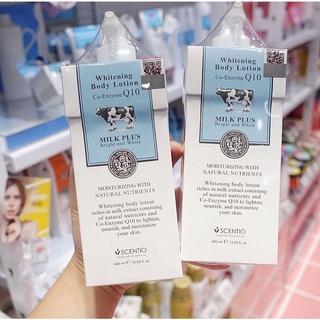 Whitening
Body Lotion
Co-Enzyme Q10
MILK PLUS
Bright and White
MOISTURIZING WITH
NATURAL NUTRIENTS
Whitening body lotion
riches in milk extract consisting
of natural nutrients and
Co-Enzyme Q10 to lighten,
nourish, and moisturize
your skin.
SCENTIO
400 ml
Whitening
Body Lotion
Co-Enzyme Q10
MILK PLUS
Bright and White
MOISTURIZING WITH
NATURAL NUTRIENTS
Whitening body lotion
riches in milk extract consisting
of natural nutrients and
Co-Enzyme Q10 to lighten,
nourish, and moisturize
your skin.
SCENTIO
400 ml